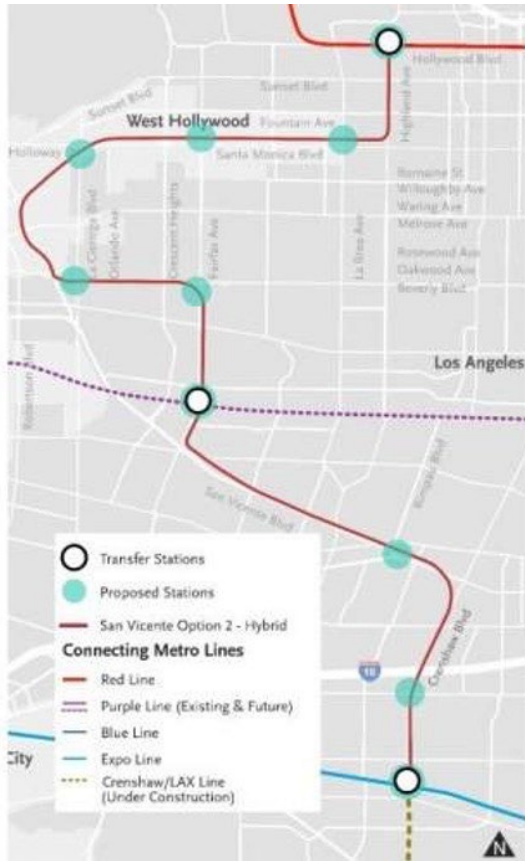 Hollywood Blvd
Sunset Blvd
Sunset Blvd
Highland Ave
West Hollywood
Fountain Ave
Holloway
Santa Monica Blvd
Romaine St
Willoughby Ave
Waring Ave
Melrose Ave
La Cienega Blvd
Orlando Ave
Crescent Heights
Fairfax Ave
La Brea Ave
Rosewood Ave
Oakwood Ave
Beverly Blvd
Robertson Blvd
Los Angeles
San Vicente Blvd
Rimpau Blvd
Crenshaw Blvd
10
Transfer Stations
Proposed Stations
San Vicente Option 2 - Hybrid
Connecting Metro Lines
Red Line
Purple Line (Existing & Future)
Blue Line
Expo Line
Crenshaw/LAX Line
(Under Construction)
City
N